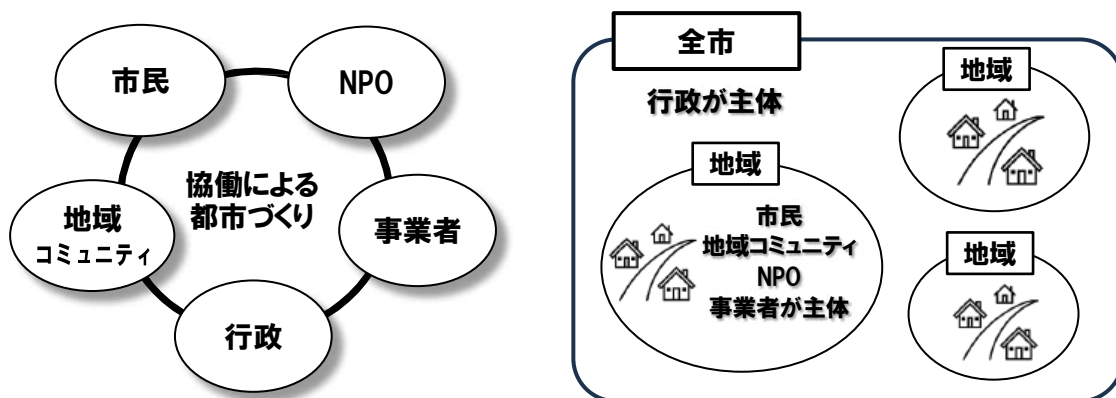 市民
NPO
協働による
都市づくり
地域
コミュニティ
事業者
行政
全市
行政が主体
地域
地域
市民
地域コミュニティ
NPO
事業者が主体
地域